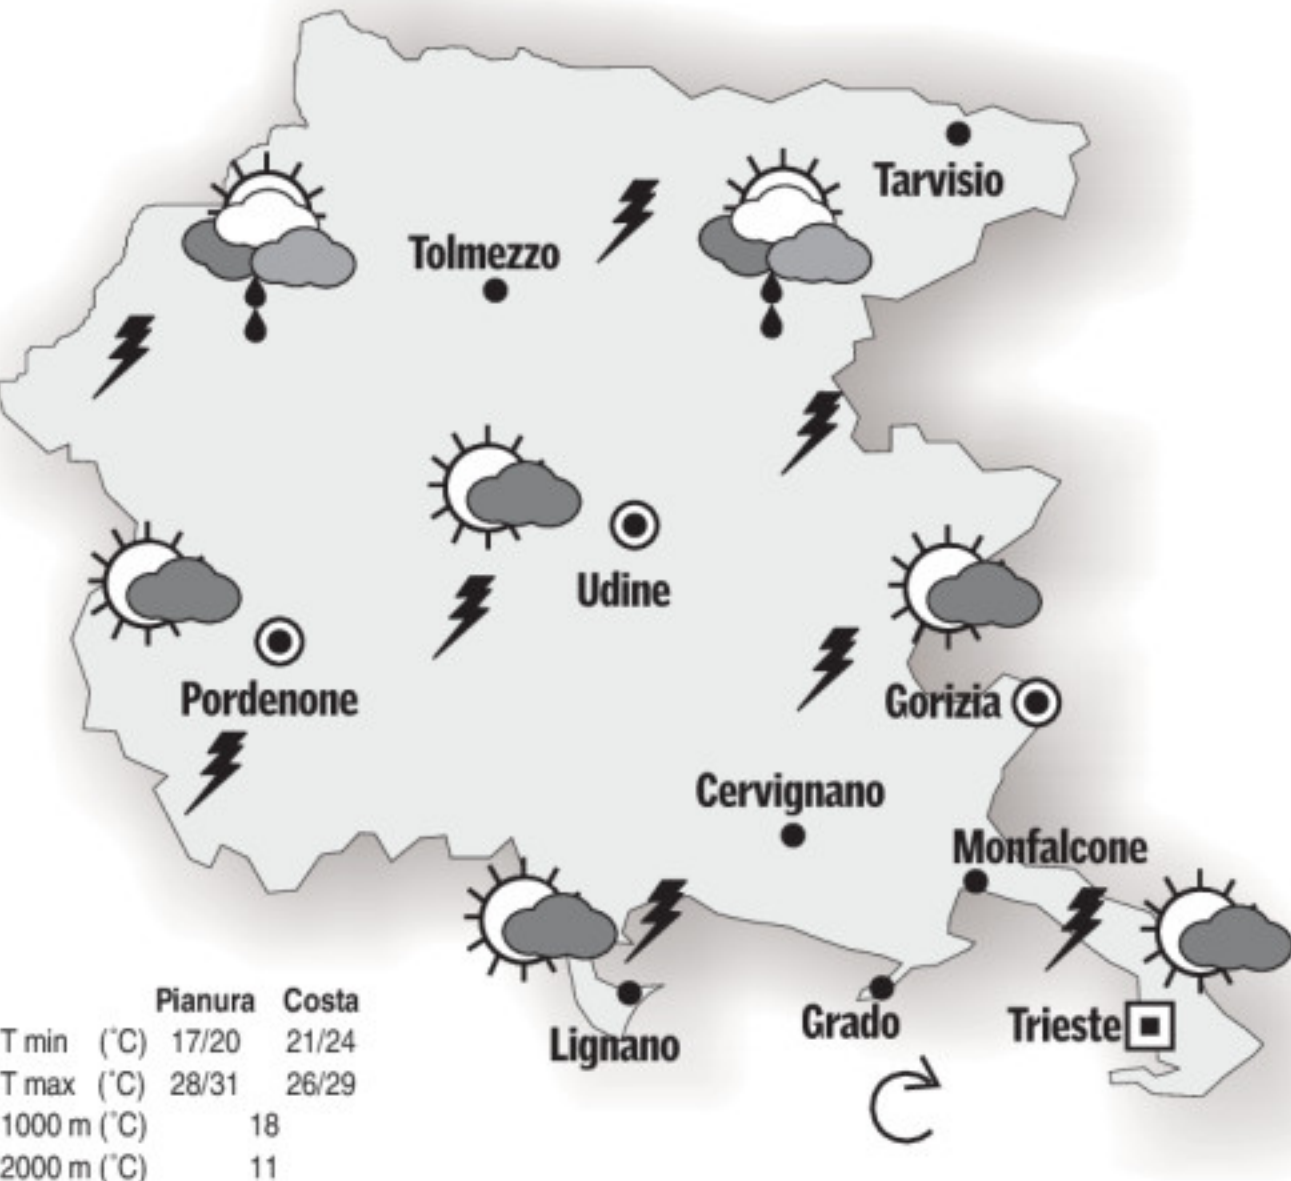 Tarvisio
Tolmezzo
Udine
Pordenone
Gorizia
Cervignano
Monfalcone
Pianura Costa
T min (°C) 17/20 21/24
T max (°C) 28/31 26/29
1000 m (°C) 18
2000 m (°C) 11
Lignano
Grado
Trieste